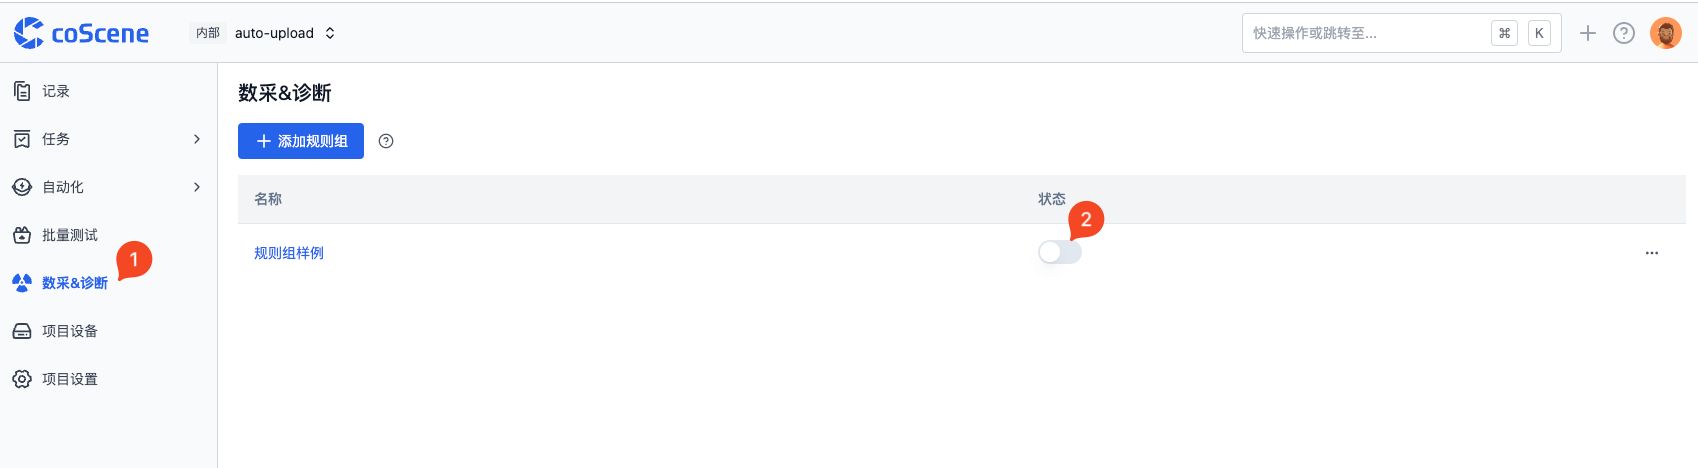 coScene
内部 auto-upload
快速操作或跳转至... ⌘ K
记录
任务
自动化
批量测试
1
数采&诊断
项目设备
项目设置
数采&诊断
添加规则组
名称 状态
2
规则组样例